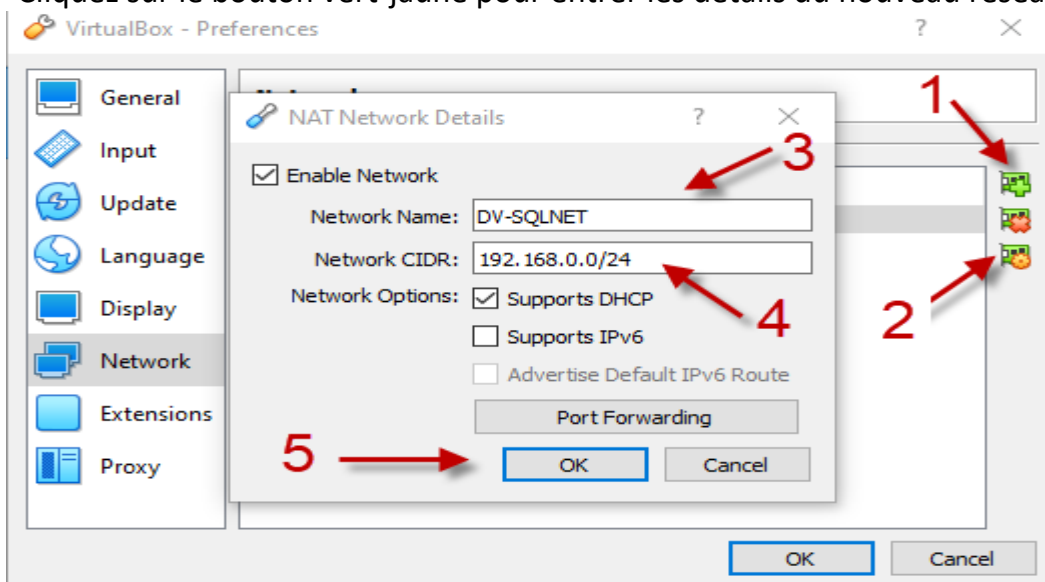 Cliquez sur le bouton vert jaune pour entrer les détails du nouveau résea
VirtualBox - Preferences ? ×
General
Input
Update
Language
Display
Network
Extensions
Proxy
NAT Network Details ? ×
Enable Network
Network Name: DV-SQLNET
Network CIDR: 192.168.0.0/24
Network Options: Supports DHCP
Supports IPv6
Advertise Default IPv6 Route
Port Forwarding
OK Cancel
1
2
3
4
5
OK Cancel